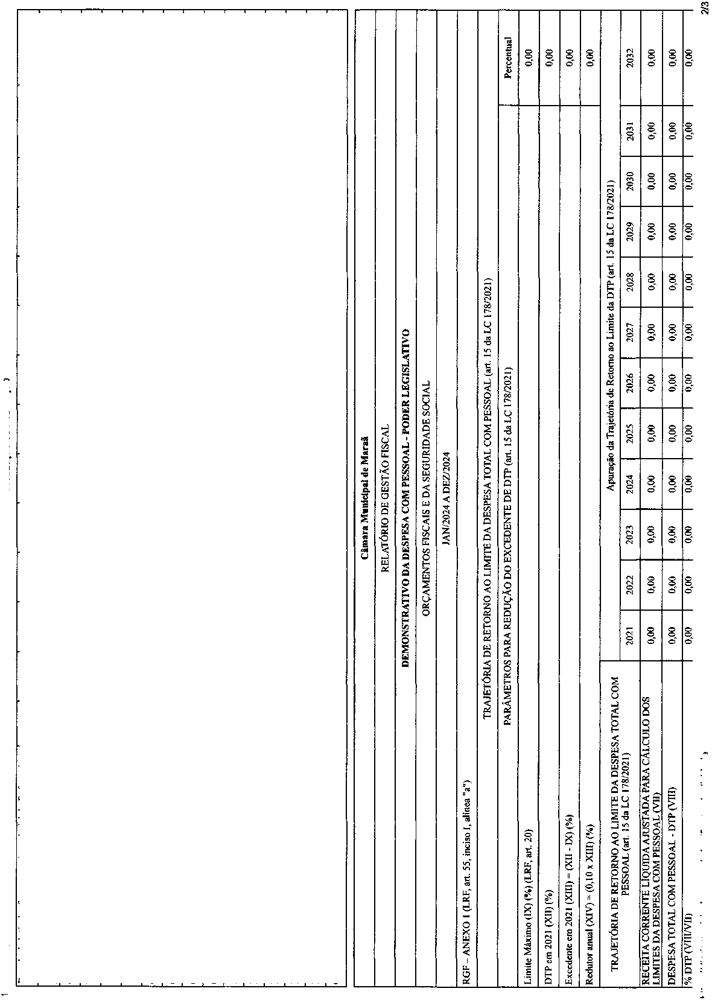 Câmara Municipal de Maraã
RELATÓRIO DE GESTÃO FISCAL
DEMONSTRATIVO DA DESPESA COM PESSOAL - PODER LEGISLATIVO
ORÇAMENTOS FISCAIS E DA SEGURIDADE SOCIAL
JAN/2024 A DEZ/2024
RGF – ANEXO 1 (LRF, art. 55, inciso I, alínea "a")
TRAJETÓRIA DE RETORNO AO LIMITE DA DESPESA TOTAL COM PESSOAL (art. 15 da LC 178/2021)
PARÂMETROS PARA REDUÇÃO DO EXCEDENTE DE DTP (art. 15 da LC 178/2021) Percentual
Limite Máximo (IX) (%) (LRF, art. 20) 0,00
DTP em 2021 (XII) (%) 0,00
Excedente em 2021 (XIII) = (XII - IX) (%) 0,00
Redutor anual (XIV) = (0,10 x XIII) (%) 0,00
TRAJETÓRIA DE RETORNO AO LIMITE DA DESPESA TOTAL COM
PESSOAL (art. 15 da LC 178/2021)
Apuração da Trajetória de Retorno ao Limite da DTP (art. 15 da LC 178/2021)
2021 2022 2023 2024 2025 2026 2027 2028 2029 2030 2031 2032
RECEITA CORRENTE LÍQUIDA AJUSTADA PARA CÁLCULO DOS
LIMITES DA DESPESA COM PESSOAL (VII)
0,00 0,00 0,00 0,00 0,00 0,00 0,00 0,00 0,00 0,00 0,00 0,00
DESPESA TOTAL COM PESSOAL - DTP (VIII) 0,00 0,00 0,00 0,00 0,00 0,00 0,00 0,00 0,00 0,00 0,00 0,00
% DTP (VIII/VII) 0,00 0,00 0,00 0,00 0,00 0,00 0,00 0,00 0,00 0,00 0,00 0,00
2/3